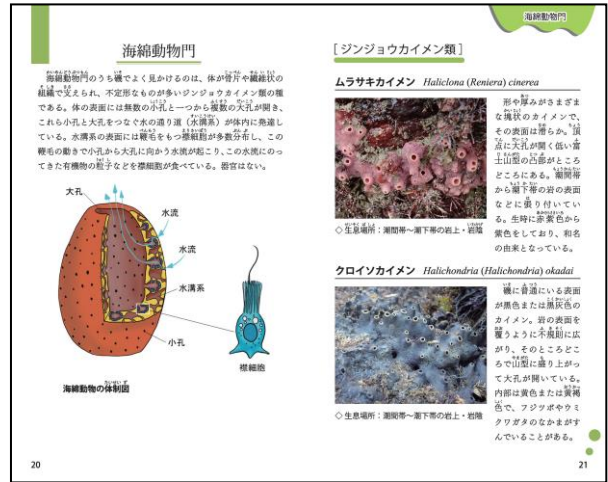 海綿動物門
海綿動物門のうち磯でよく見かけるのは、体が骨片や繊維状の
組織で支えられ、不定形なものが多いジンジョウカイメン類の種
である。体の表面には無数の小孔と一つから複数の大孔が開き、
これら小孔と大孔をつなぐ水の通り道（水溝系）が体内に発達し
ている。水溝系の表面には鞭毛をもつ襟細胞が多数分布し、この
鞭毛の動きで小孔から大孔に向かう水流が起こり、この水流にのっ
てきた有機物の粒子などを襟細胞が食べている。器官はない。
大孔
水流
水流
水溝系
小孔
襟細胞
海綿動物の体制図
20
海綿動物門
［ジンジョウカイメン類］
ムラサキカイメン Haliclona (Reniera) cinerea
形や厚みがさまざま
な塊状のカイメンで、
その表面は滑らか。頂
点に大孔が開く低い富
士山型の凸部がところ
どころにある。潮間帯
から潮下帯の岩の表面
などに張り付いてい
る。生時に赤紫色から
紫色をしており、和名
の由来となっている。
◇生息場所：潮間帯〜潮下帯の岩上・岩陰
クロイソカイメン Halichondria (Halichondria) okadai
磯に普通にいる表面
が黒色または黒灰色の
カイメン。岩の表面を
覆うように不規則に広
がり、そのところどこ
ろで山型に盛り上がっ
て大孔が開いている。
内部は黄色または黄褐
色で、フジツボやウミ
クワガタのなかまがす
んでいることがある。
◇生息場所：潮間帯〜潮下帯の岩上・岩陰
21